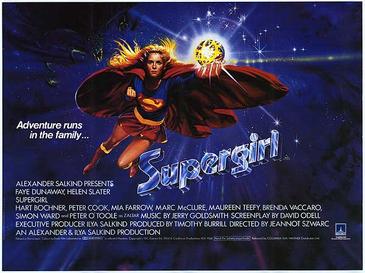 Adventure runs
in the family...
Supergirl
ALEXANDER SALKIND PRESENTS
FAYE DUNAWAY, HELEN SLATER
SUPERGIRL
HART BOCHNER, PETER COOK, MIA FARROW, MARC McCLURE, MAUREEN TEEFY, BRENDA VACCARO,
SIMON WARD and PETER O'TOOLE as ZALTAR MUSIC BY JERRY GOLDSMITH SCREENPLAY BY DAVID ODELL
EXECUTIVE PRODUCER ILYA SALKIND PRODUCED BY TIMOTHY BURRILL DIRECTED BY JEANNOT SZWARC
AN ALEXANDER & ILYA SALKIND PRODUCTION